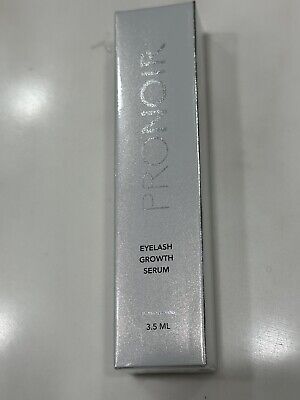 PRONOIR
EYELASH
GROWTH
SERUM
3.5 ML